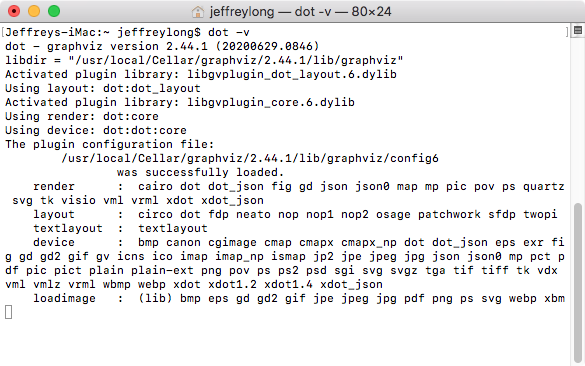 jeffreylong — dot -v — 80×24
[Jeffreys-iMac:~ jeffreylong$ dot -v ]
dot - graphviz version 2.44.1 (20200629.0846)
libdir = "/usr/local/Cellar/graphviz/2.44.1/lib/graphviz"
Activated plugin library: libgvplugin_dot_layout.6.dylib
Using layout: dot:dot_layout
Activated plugin library: libgvplugin_core.6.dylib
Using render: dot:core
Using device: dot:dot:core
The plugin configuration file:
/usr/local/Cellar/graphviz/2.44.1/lib/graphviz/config6
was successfully loaded.
render : cairo dot dot_json fig gd json json0 map mp pic pov ps quartz
svg tk visio vml vrml xdot xdot_json
layout : circo dot fdp neato nop nop1 nop2 osage patchwork sfdp twopi
textlayout : textlayout
device : bmp canon cgimage cmap cmapx cmapx_np dot dot_json eps exr fi
g gd gd2 gif gv icns ico imap imap_np ismap jp2 jpe jpeg jpg json json0 mp pct p
df pic pict plain plain-ext png pov ps ps2 psd sgi svg svgz tga tif tiff tk vdx
vml vmlz vrml wbmp webp xdot xdot1.2 xdot1.4 xdot_json
loadimage : (lib) bmp eps gd gd2 gif jpe jpeg jpg pdf png ps svg webp xbm